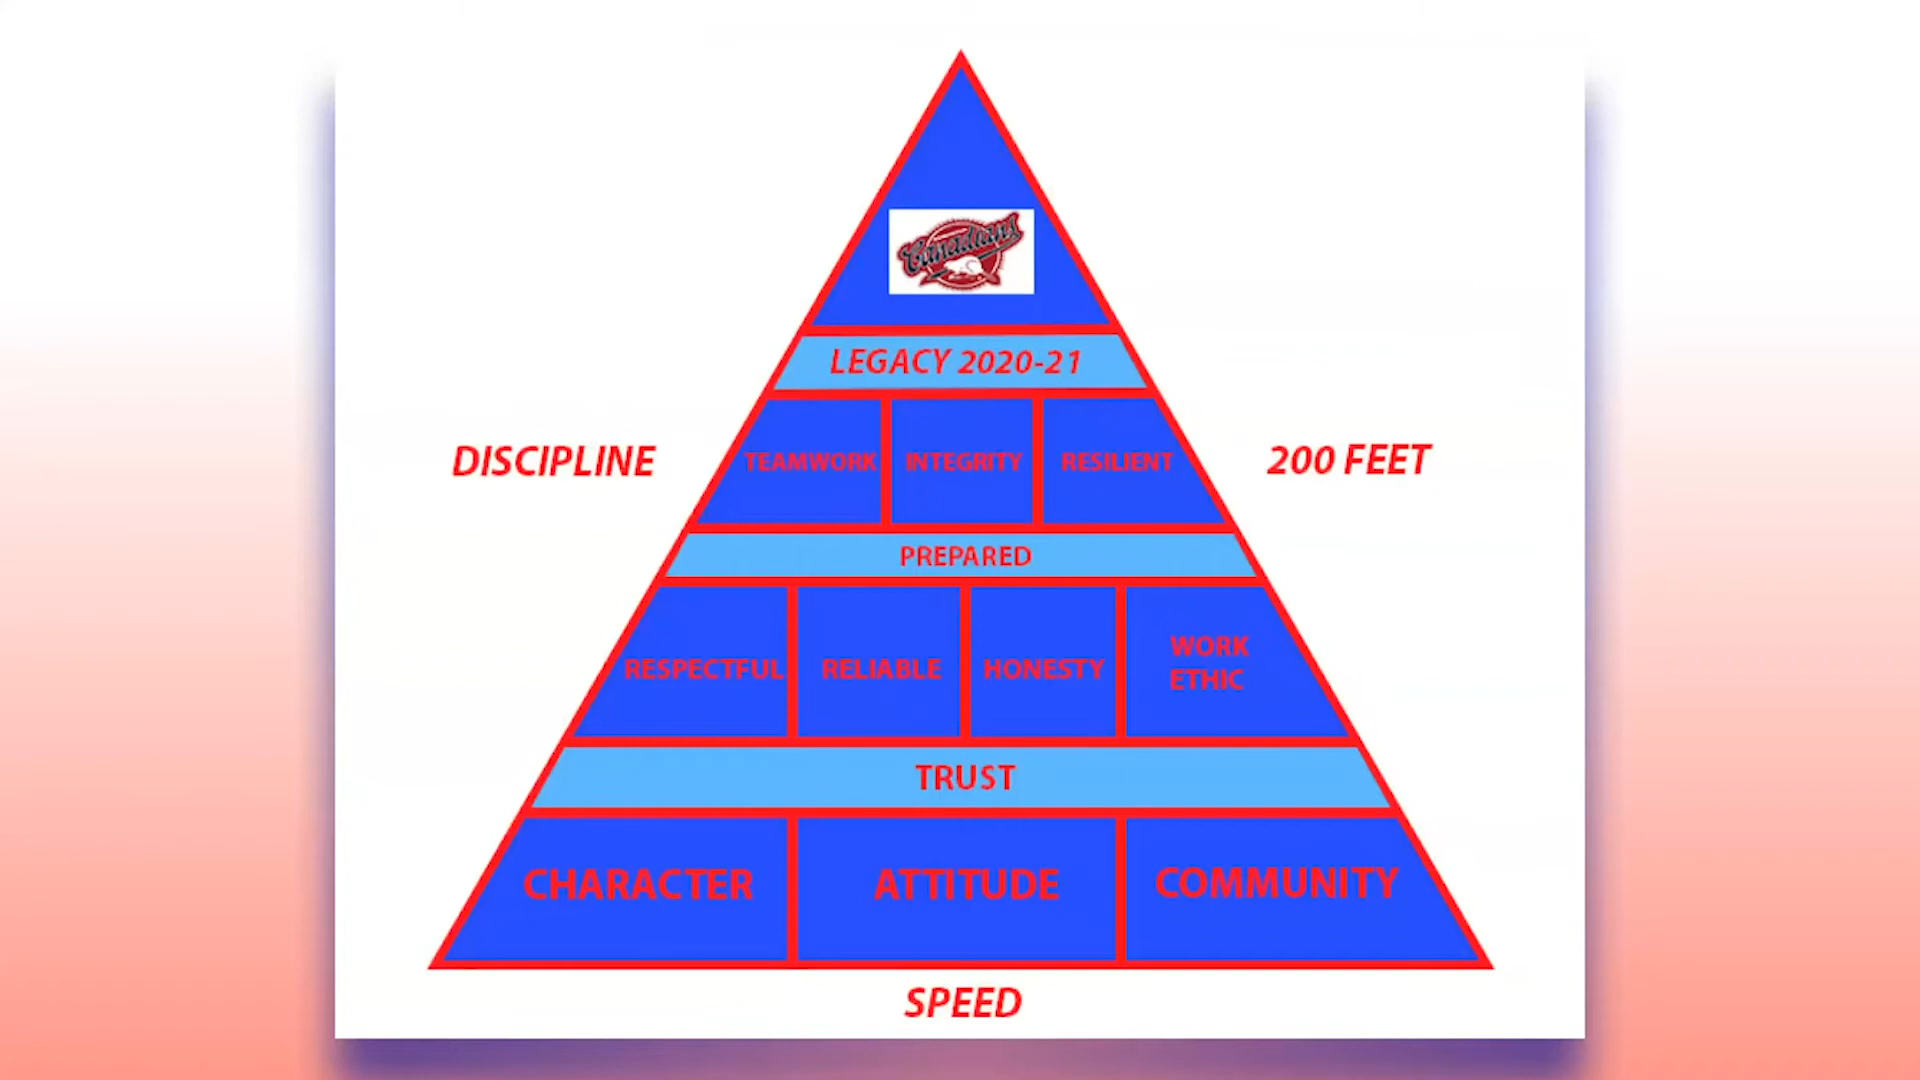 Canadians
LEGACY 2020-21
DISCIPLINE
TEAMWORK
INTEGRITY
RESILIENT
200 FEET
PREPARED
RESPECTFUL
RELIABLE
HONESTY
WORK
ETHIC
TRUST
CHARACTER
ATTITUDE
COMMUNITY
SPEED